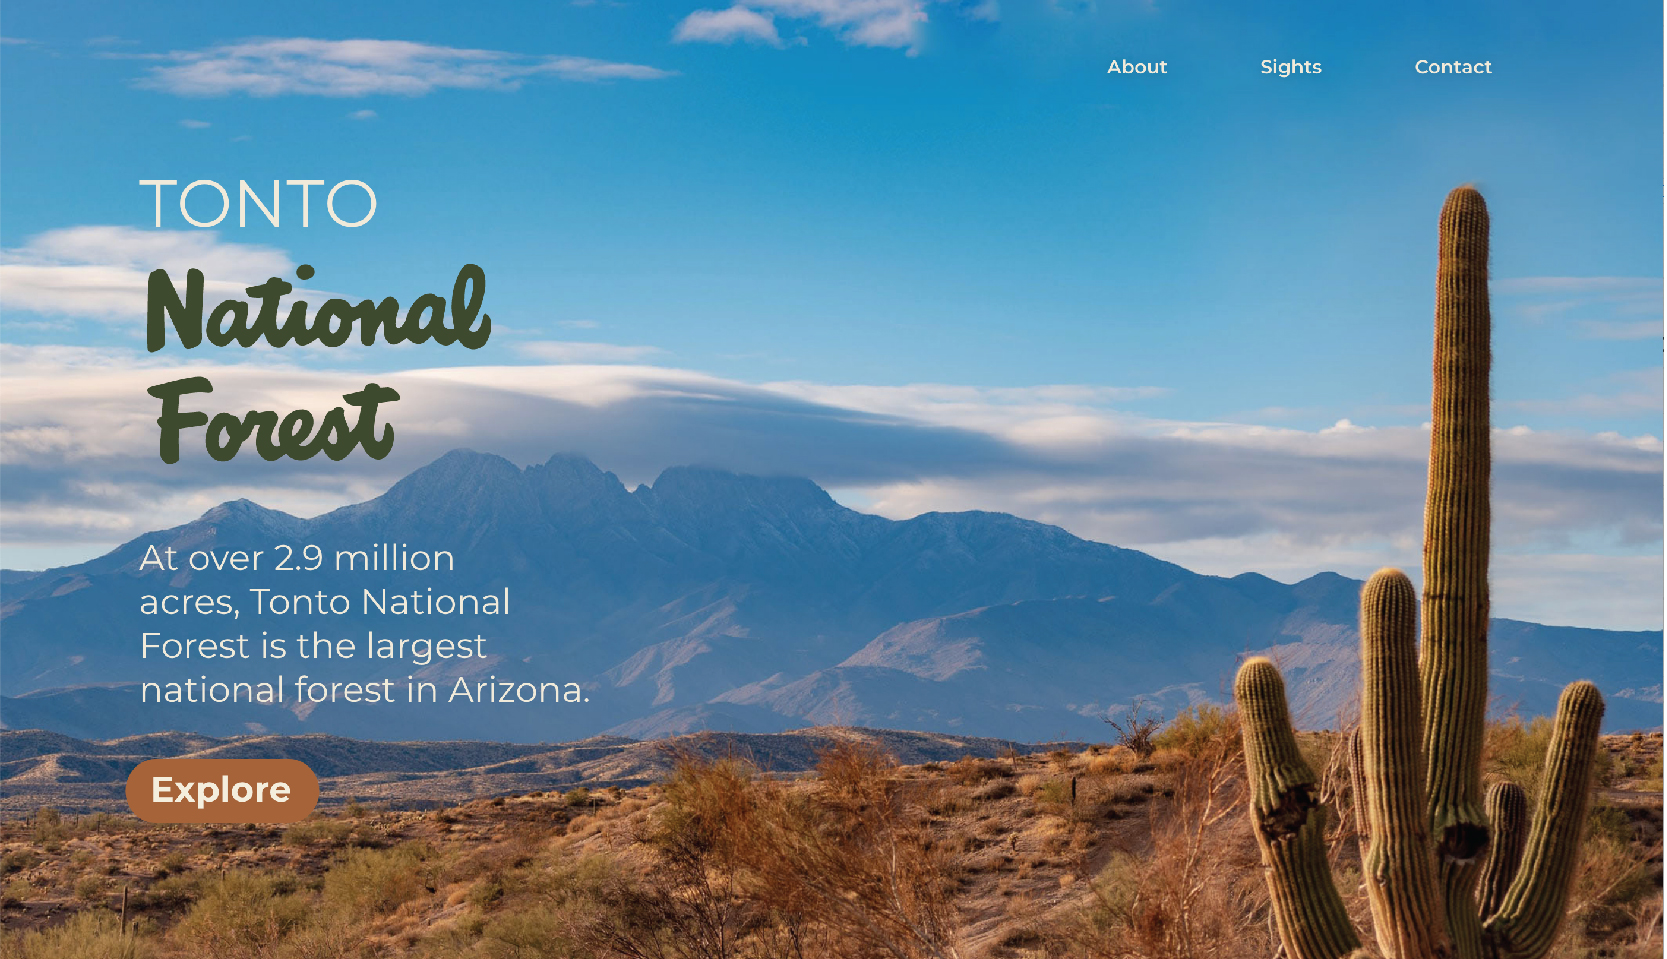 About Sights Contact
TONTO
National
Forest
At over 2.9 million
acres, Tonto National
Forest is the largest
national forest in Arizona.
Explore